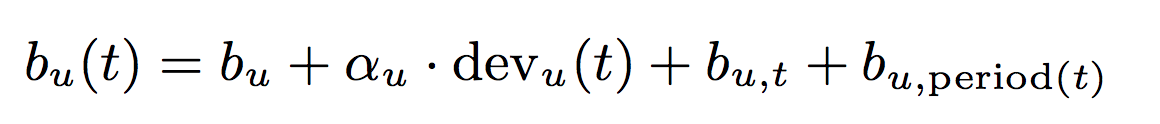 b_u(t) = b_u + α_u · dev_u(t) + b_{u,t} + b_{u,period(t)}